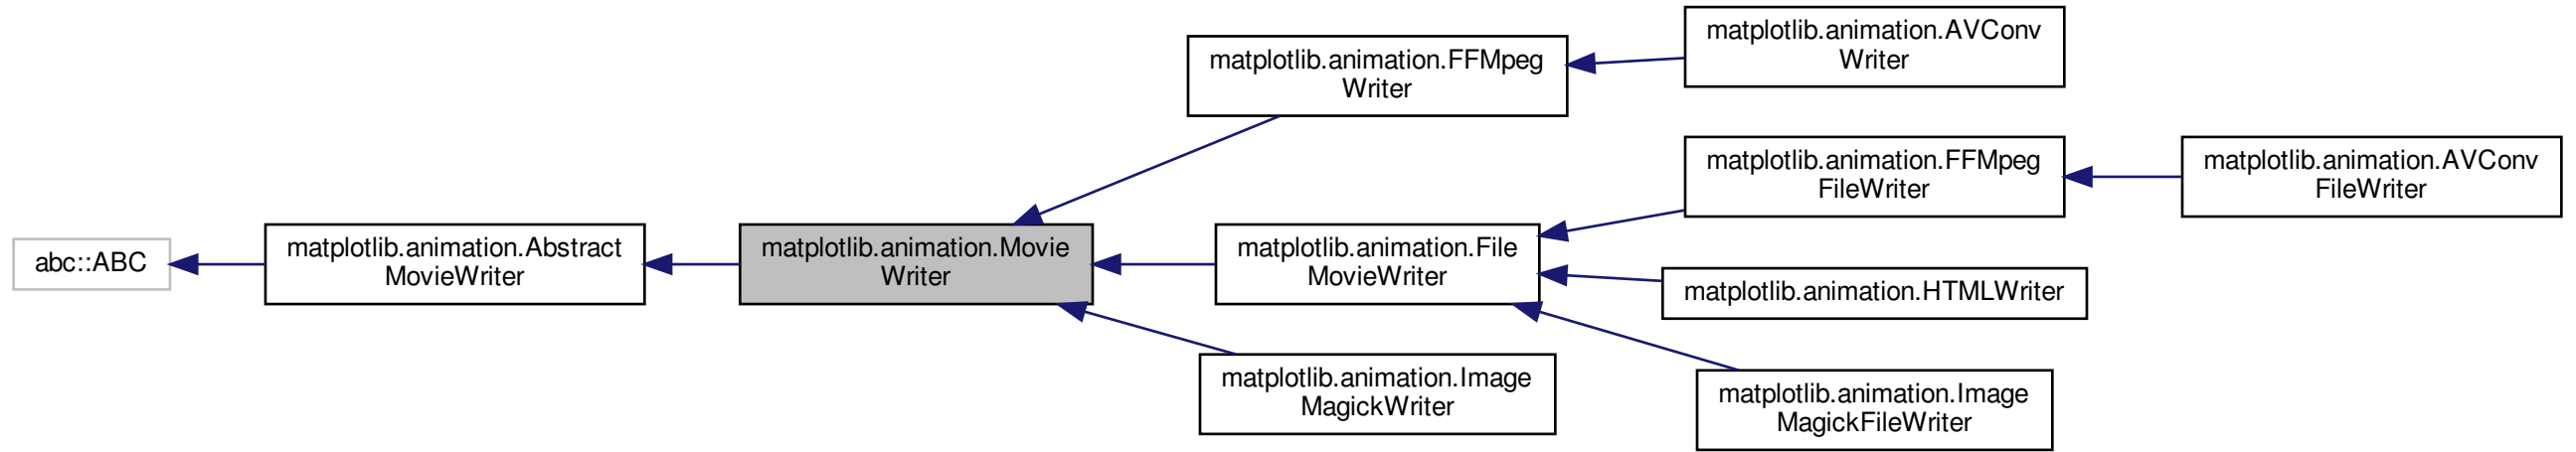 abc::ABC
matplotlib.animation.Abstract
MovieWriter
matplotlib.animation.Movie
Writer
matplotlib.animation.FFMpeg
Writer
matplotlib.animation.AVConv
Writer
matplotlib.animation.File
MovieWriter
matplotlib.animation.FFMpeg
FileWriter
matplotlib.animation.AVConv
FileWriter
matplotlib.animation.HTMLWriter
matplotlib.animation.Image
MagickFileWriter
matplotlib.animation.Image
MagickWriter